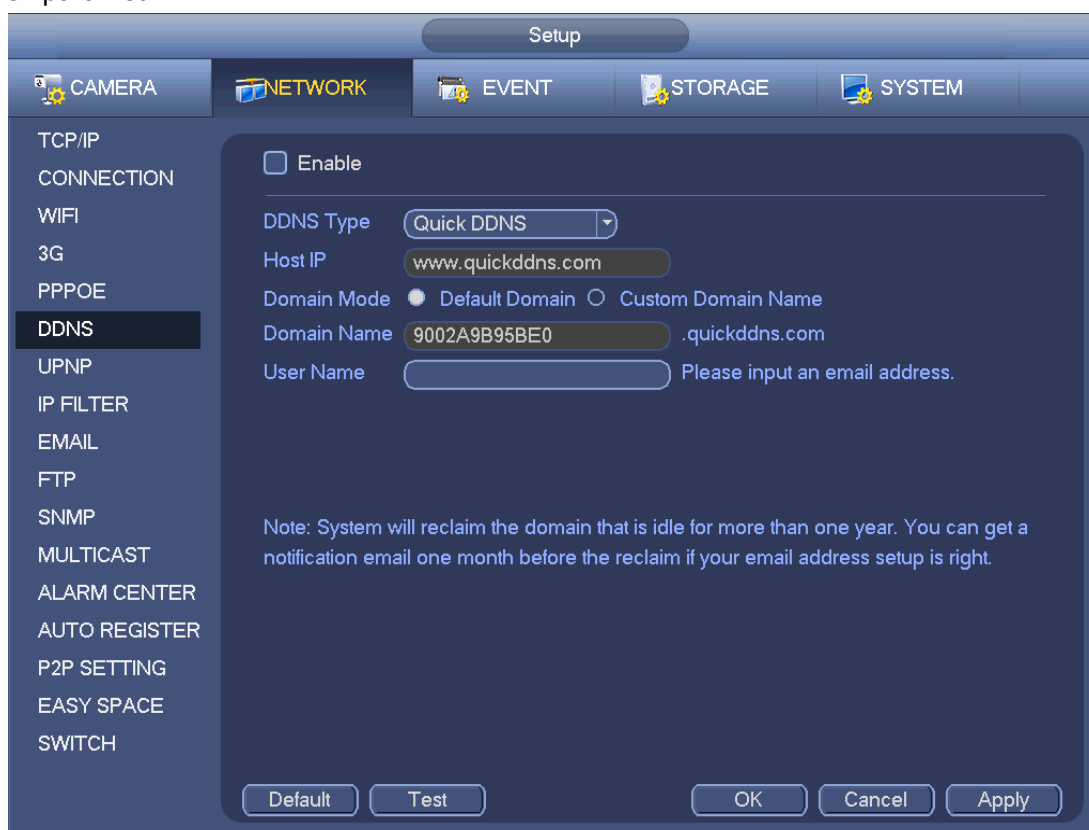 Setup
CAMERA NETWORK EVENT STORAGE SYSTEM
TCP/IP
CONNECTION
WIFI
3G
PPPOE
DDNS
UPNP
IP FILTER
EMAIL
FTP
SNMP
MULTICAST
ALARM CENTER
AUTO REGISTER
P2P SETTING
EASY SPACE
SWITCH
Enable
DDNS Type Quick DDNS
Host IP www.quickddns.com
Domain Mode Default Domain Custom Domain Name
Domain Name 9002A9B95BE0 .quickddns.com
User Name Please input an email address.
Note: System will reclaim the domain that is idle for more than one year. You can get a
notification email one month before the reclaim if your email address setup is right.
Default Test OK Cancel Apply